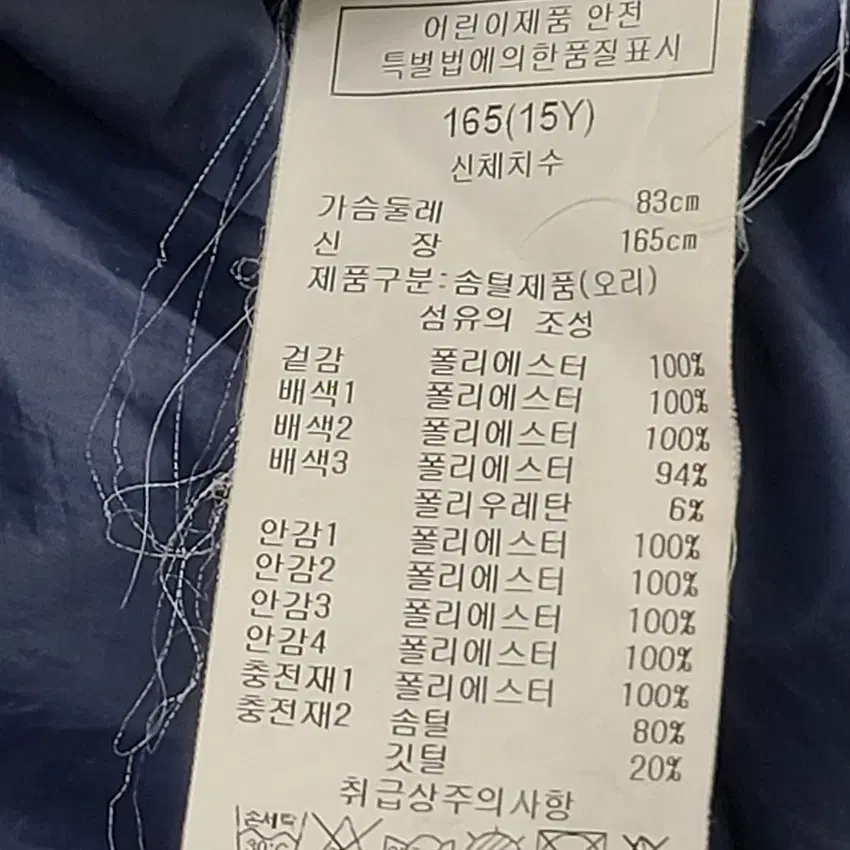 어린이제품 안전
특별법에의한품질표시
165(15Y)
신체치수
가슴둘레 83cm
신 장 165cm
제품구분:솜털제품(오리)
섬유의 조성
겉감 폴리에스터 100%
배색1 폴리에스터 100%
배색2 폴리에스터 100%
배색3 폴리에스터 94%
폴리우레탄 6%
안감1 폴리에스터 100%
안감2 폴리에스터 100%
안감3 폴리에스터 100%
안감4 폴리에스터 100%
충전재1 폴리에스터 100%
충전재2 솜털 80%
깃털 20%
취급상주의사항
손세탁
30°C